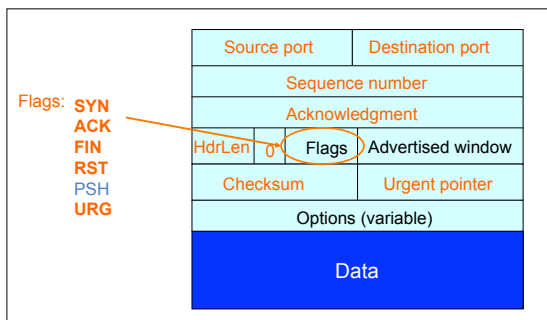 Source port Destination port
Sequence number
Flags: SYN
Acknowledgment
ACK
FIN
HdrLen 0 Flags Advertised window
RST
Checksum Urgent pointer
PSH
URG
Options (variable)
Data